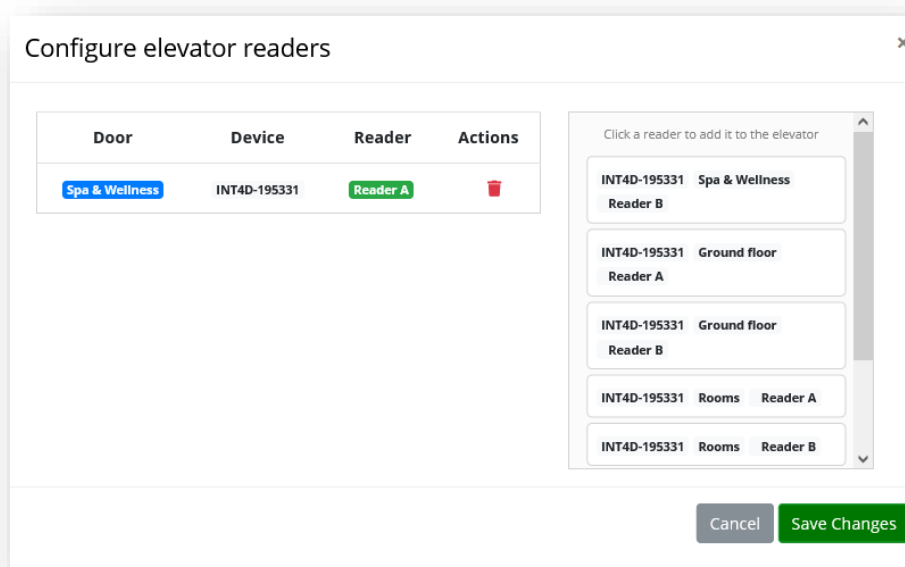 Configure elevator readers
×
Door Device Reader Actions
Spa & Wellness INT4D-195331 Reader A
Click a reader to add it to the elevator
INT4D-195331 Spa & Wellness
Reader B
INT4D-195331 Ground floor
Reader A
INT4D-195331 Ground floor
Reader B
INT4D-195331 Rooms Reader A
INT4D-195331 Rooms Reader B
Cancel Save Changes